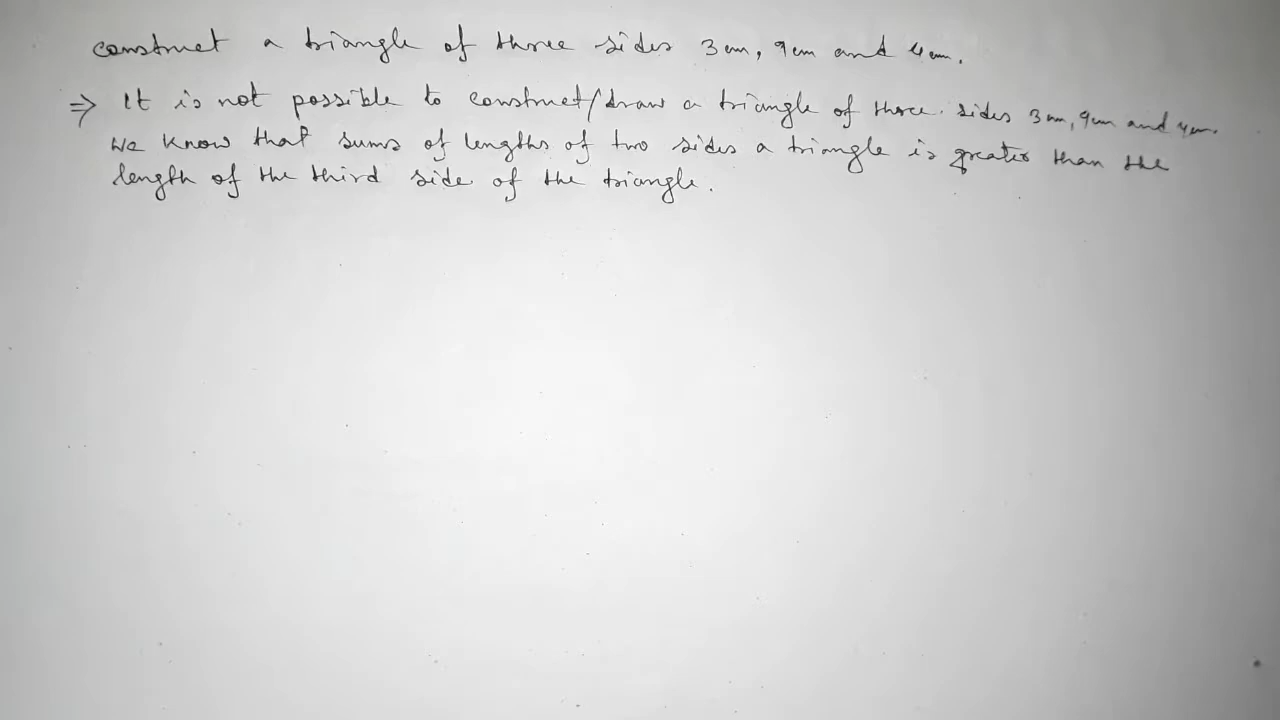 construct a triangle of three sides 3cm, 9cm and 4cm.
⇒ It is not possible to construct/draw a triangle of three sides 3cm, 9cm and 4cm.
We know that sums of lengths of two sides a triangle is greater than the
length of the third side of the triangle.